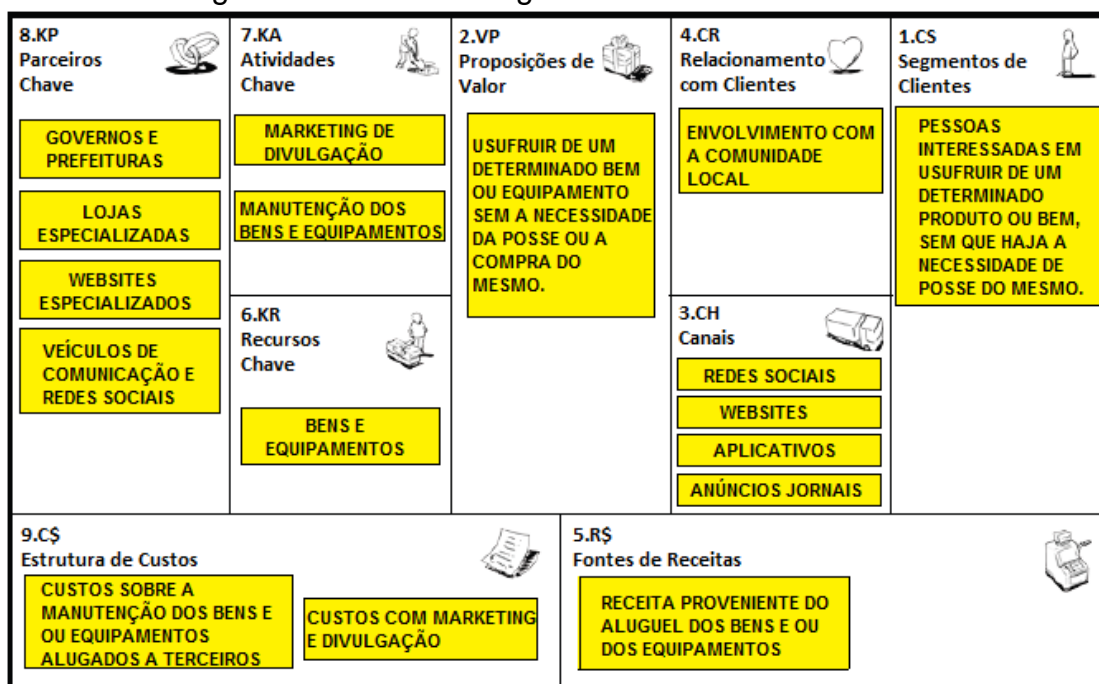 8.KP
Parceiros
Chave
GOVERNOS E
PREFEITURAS
LOJAS
ESPECIALIZADAS
WEBSITES
ESPECIALIZADOS
VEÍCULOS DE
COMUNICAÇÃO E
REDES SOCIAIS
7.KA
Atividades
Chave
MARKETING DE
DIVULGAÇÃO
MANUTENÇÃO DOS
BENS E EQUIPAMENTOS
6.KR
Recursos
Chave
BENS E
EQUIPAMENTOS
2.VP
Proposições de
Valor
USUFRUIR DE UM
DETERMINADO BEM
OU EQUIPAMENTO
SEM A NECESSIDADE
DA POSSE OU A
COMPRA DO
MESMO.
4.CR
Relacionamento
com Clientes
ENVOLVIMENTO COM
A COMUNIDADE
LOCAL
3.CH
Canais
REDES SOCIAIS
WEBSITES
APLICATIVOS
ANÚNCIOS JORNAIS
1.CS
Segmentos de
Clientes
PESSOAS
INTERESSADAS EM
USUFRUIR DE UM
DETERMINADO
PRODUTO OU BEM,
SEM QUE HAJA A
NECESSIDADE DE
POSSE DO MESMO.
9.C$
Estrutura de Custos
CUSTOS SOBRE A
MANUTENÇÃO DOS BENS E
OU EQUIPAMENTOS
ALUGADOS A TERCEIROS
CUSTOS COM MARKETING
E DIVULGAÇÃO
5.R$
Fontes de Receitas
RECEITA PROVENIENTE DO
ALUGUEL DOS BENS E OU
DOS EQUIPAMENTOS